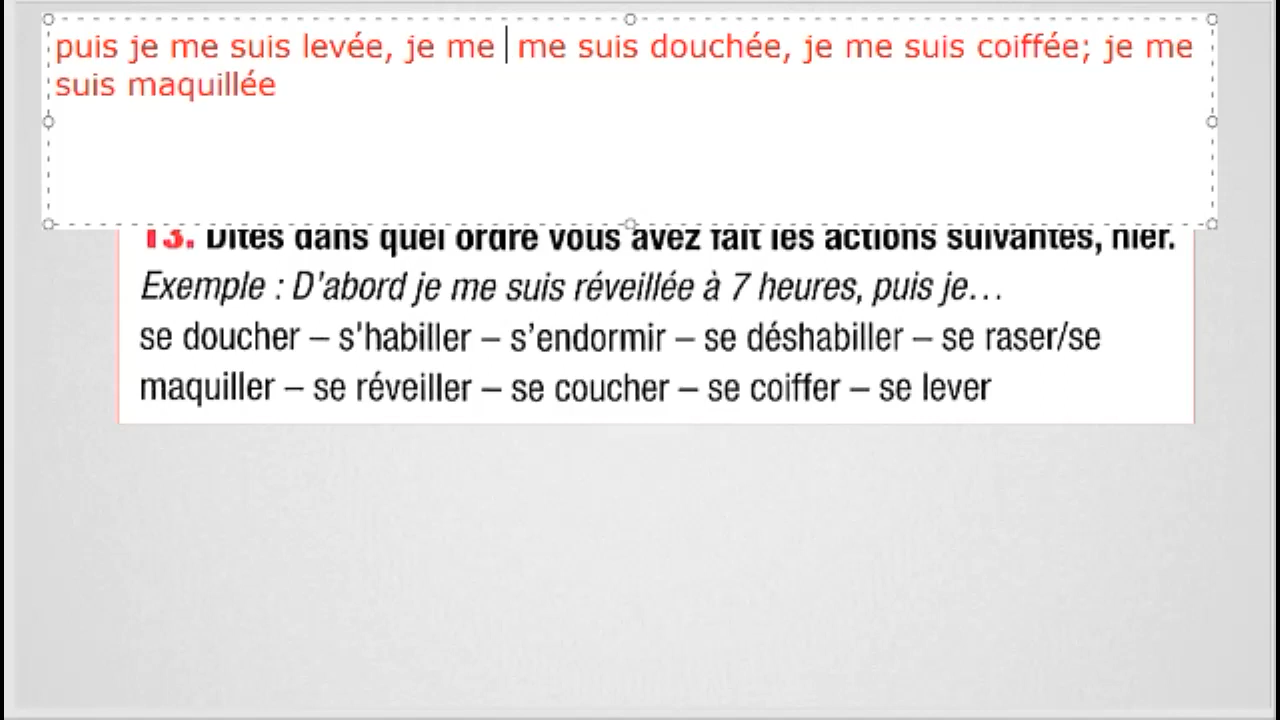 puis je me suis levée, je me me suis douchée, je me suis coiffée; je me
suis maquillée
13. Dites dans quel ordre vous avez fait les actions suivantes, hier.
Exemple : D’abord je me suis réveillée à 7 heures, puis je…
se doucher – s'habiller – s’endormir – se déshabiller – se raser/se
maquiller – se réveiller – se coucher – se coiffer – se lever